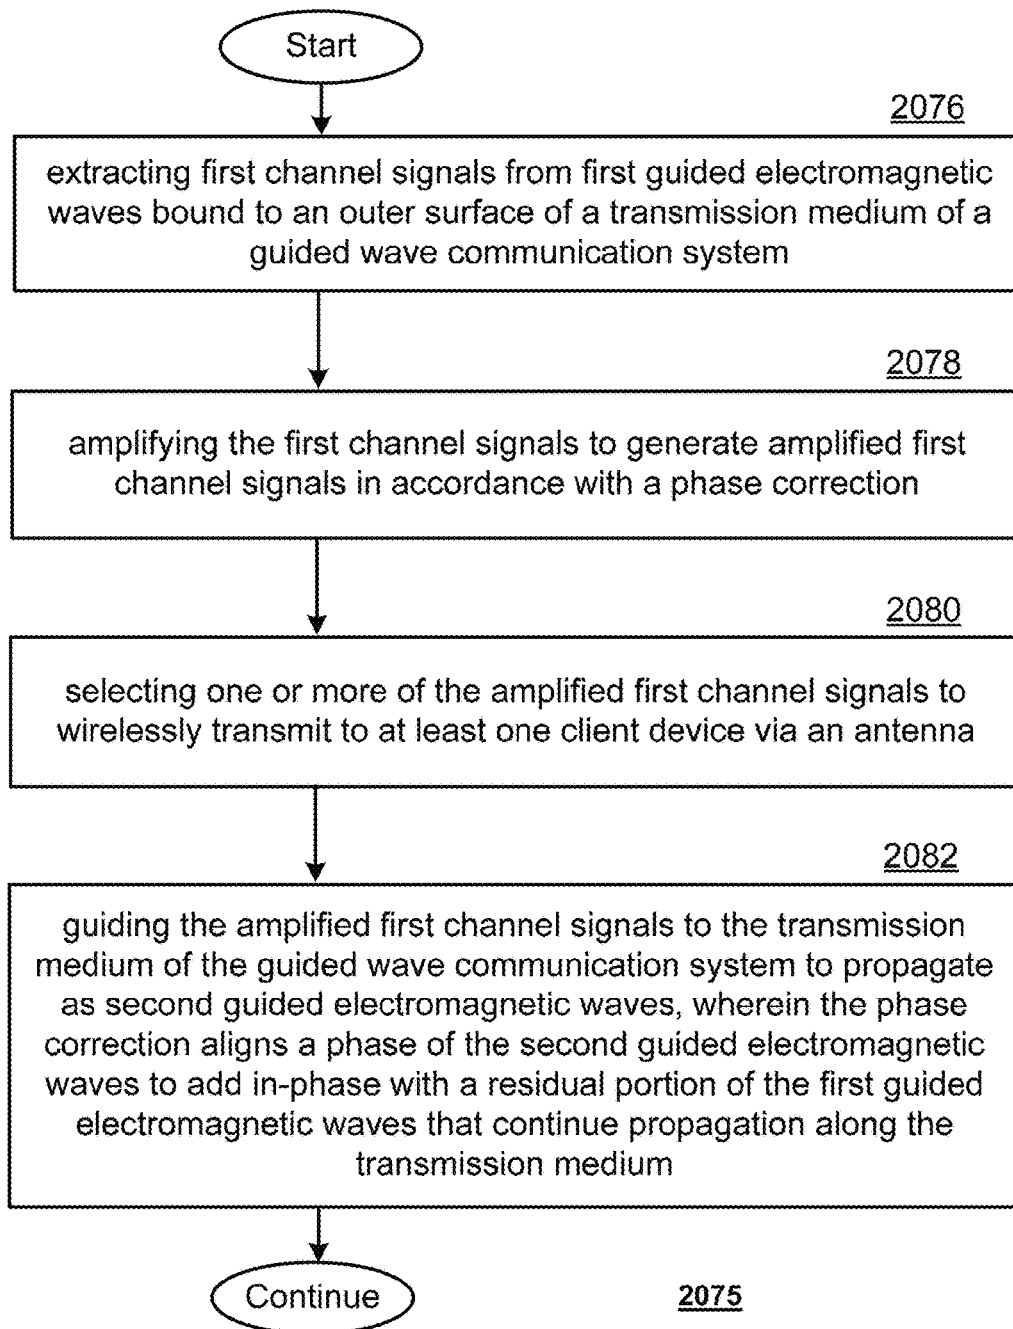 Start
2076
extracting first channel signals from first guided electromagnetic
waves bound to an outer surface of a transmission medium of a
guided wave communication system
2078
amplifying the first channel signals to generate amplified first
channel signals in accordance with a phase correction
2080
selecting one or more of the amplified first channel signals to
wirelessly transmit to at least one client device via an antenna
2082
guiding the amplified first channel signals to the transmission
medium of the guided wave communication system to propagate
as second guided electromagnetic waves, wherein the phase
correction aligns a phase of the second guided electromagnetic
waves to add in-phase with a residual portion of the first guided
electromagnetic waves that continue propagation along the
transmission medium
Continue
2075